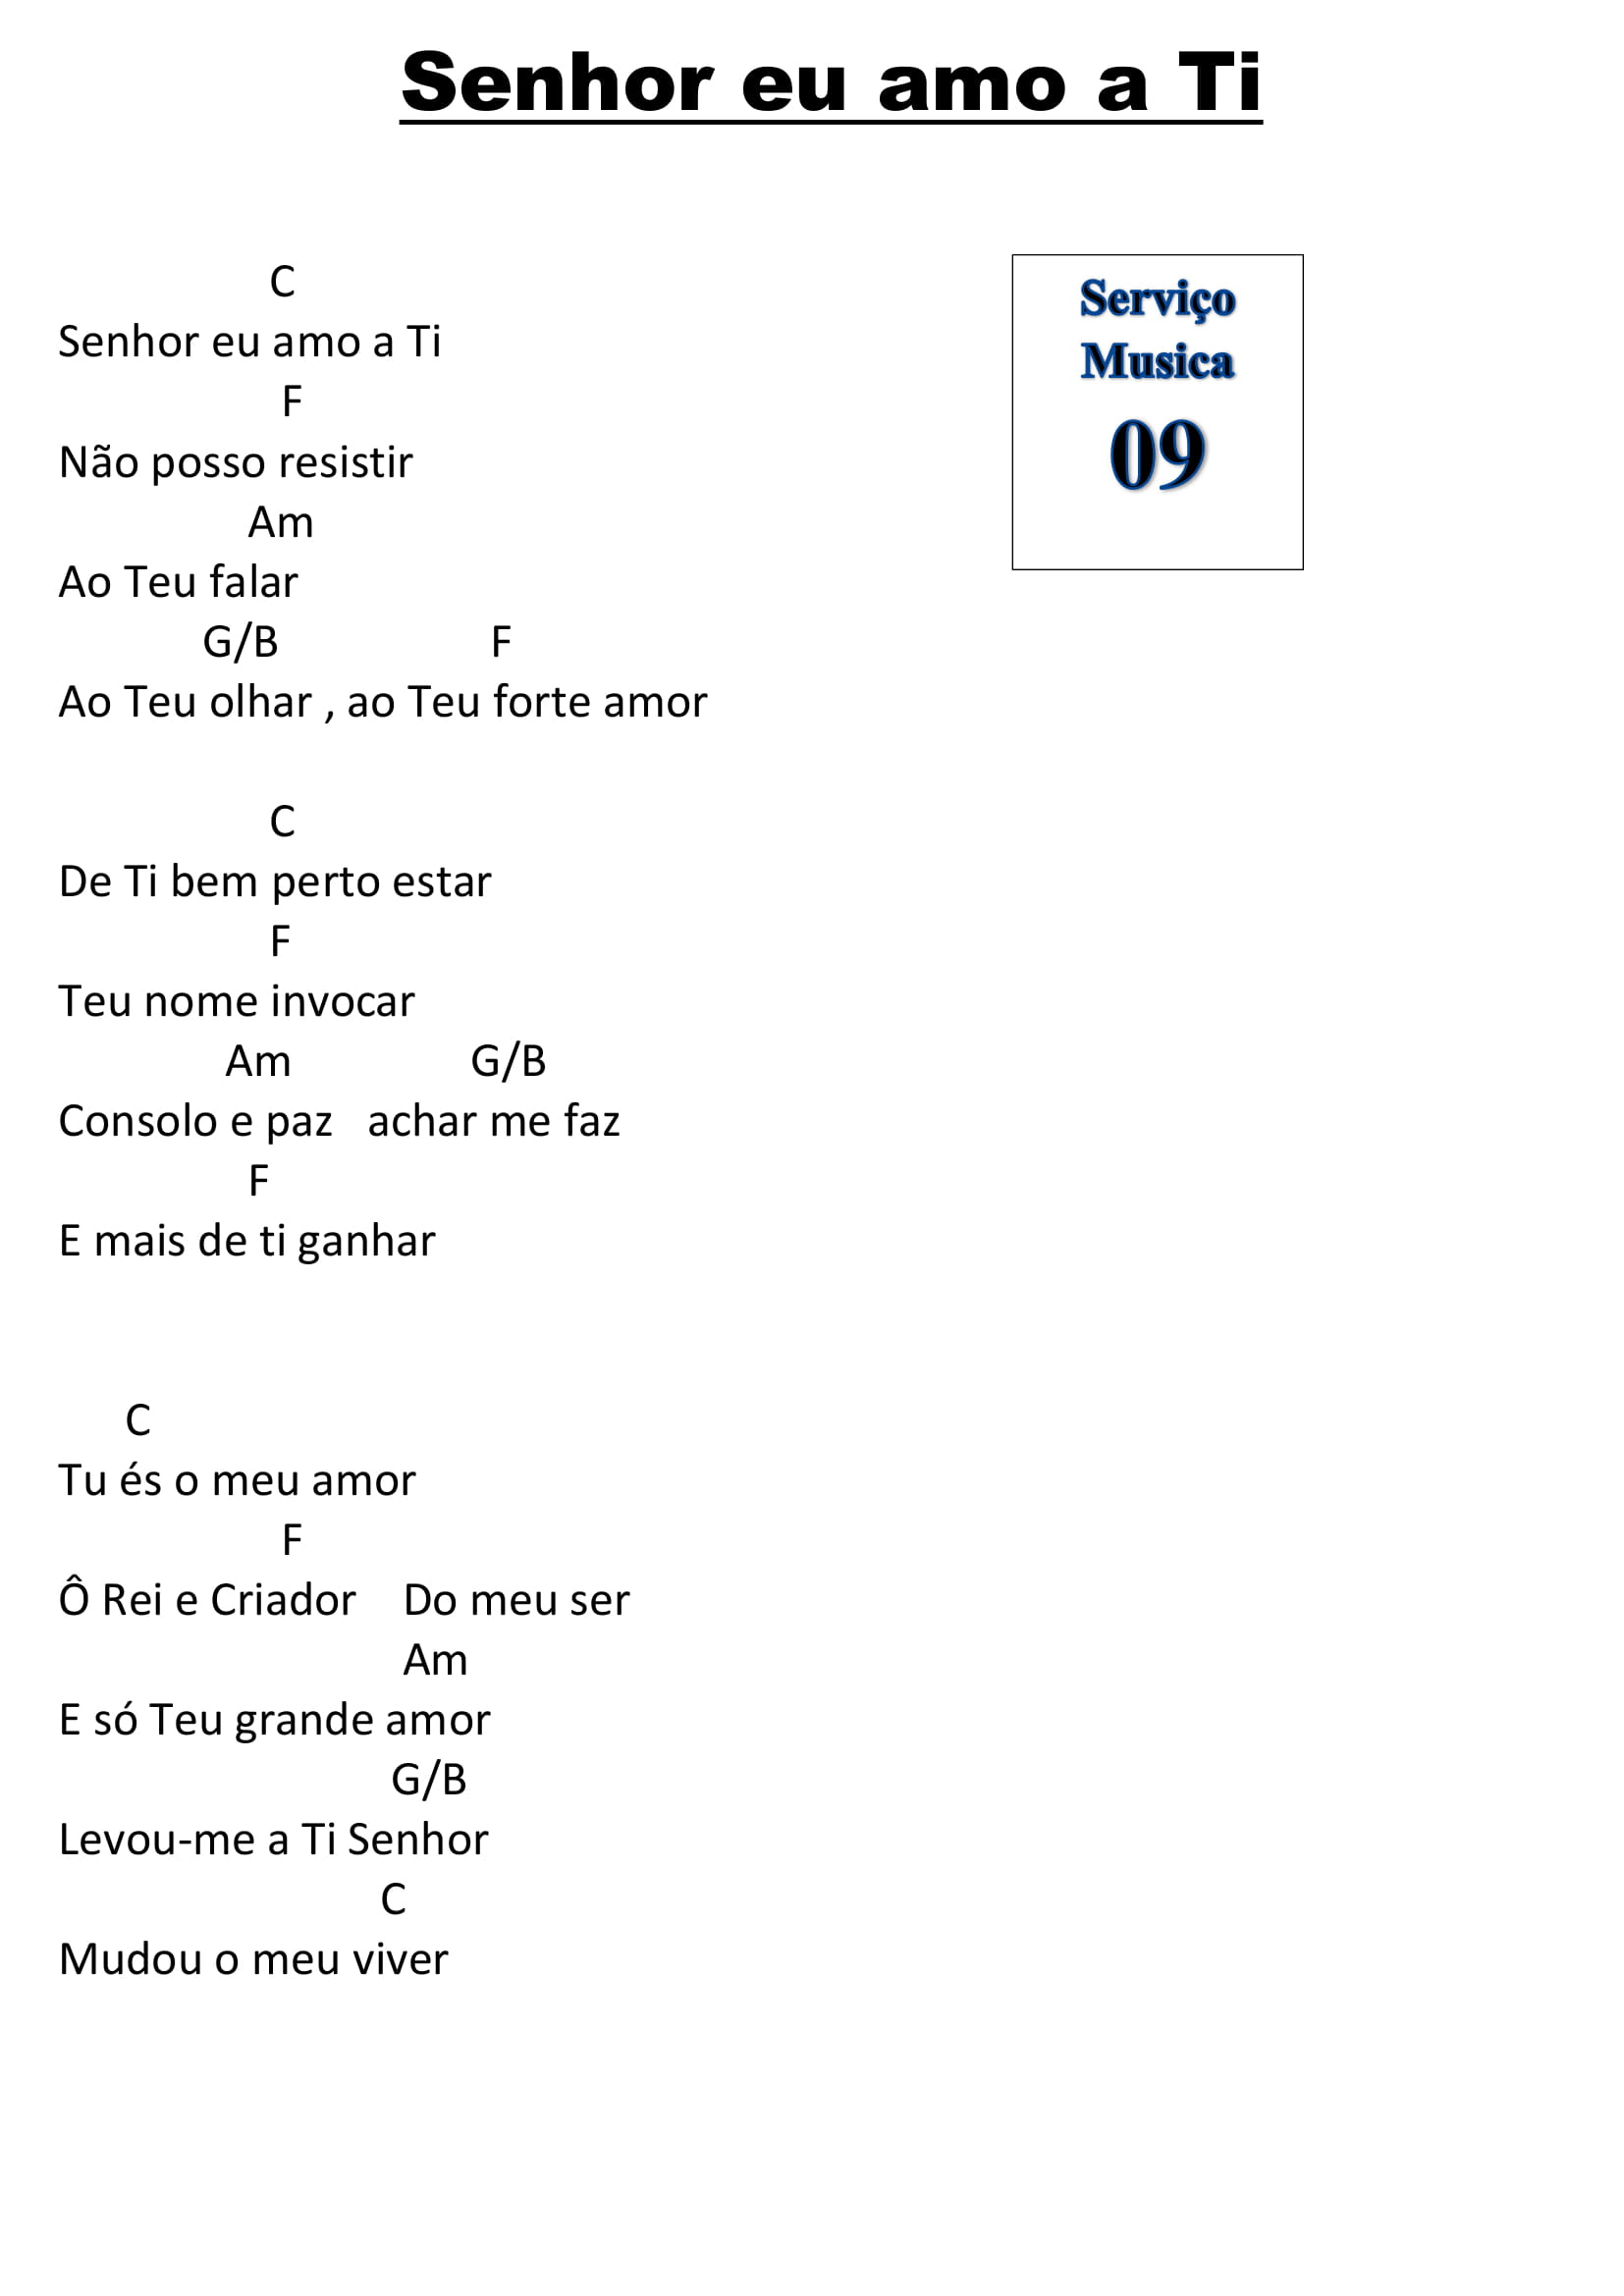 Senhor eu amo a Ti
Serviço
Musica
09
C
Senhor eu amo a Ti
F
Não posso resistir
Am
Ao Teu falar
G/B F
Ao Teu olhar , ao Teu forte amor
C
De Ti bem perto estar
F
Teu nome invocar
Am G/B
Consolo e paz achar me faz
F
E mais de ti ganhar
C
Tu és o meu amor
F
Ô Rei e Criador Do meu ser
Am
E só Teu grande amor
G/B
Levou-me a Ti Senhor
C
Mudou o meu viver